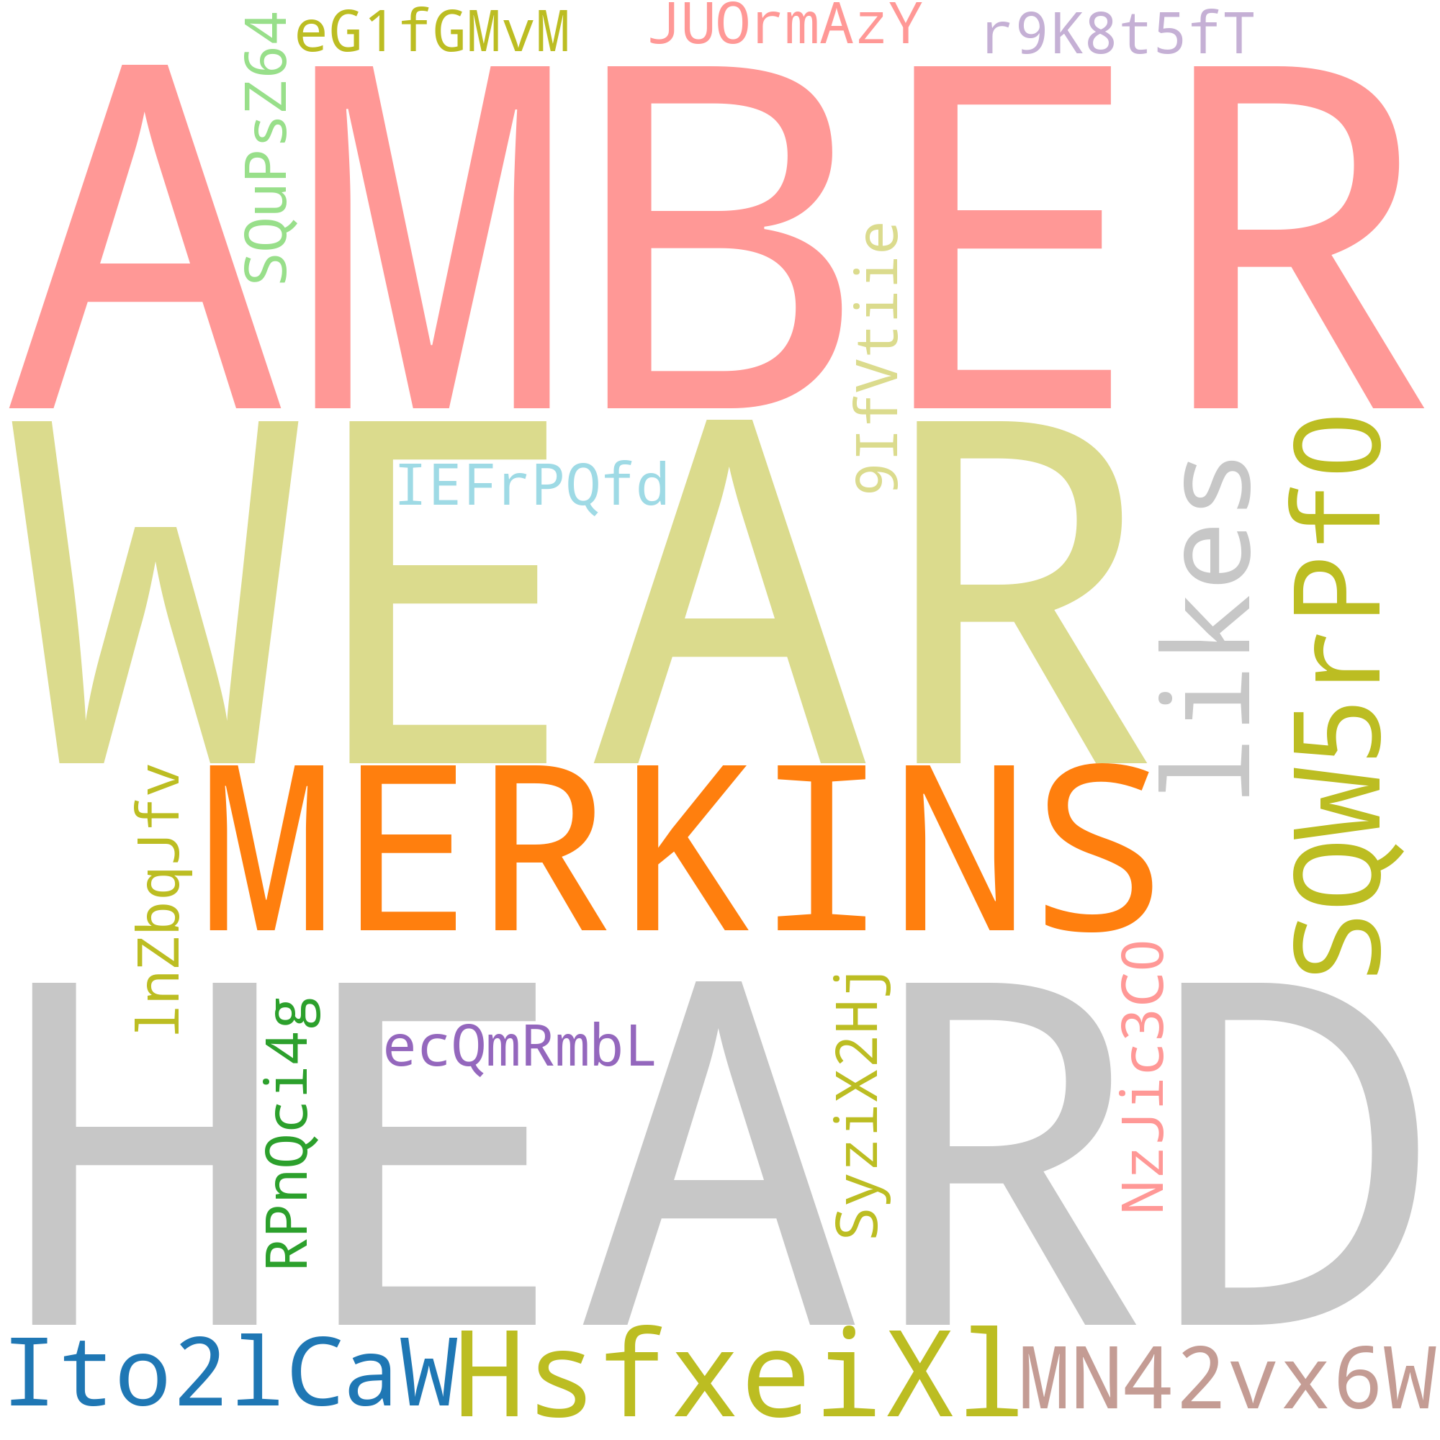 eG1fGMvM
JUOrmAzY
r9K8t5fT
SQuPsZ64
AMBER
9IfVtiie
WEAR
IEFrPQfd
likes
SQW5rPf0
lnZbqJfv
MERKINS
HEARD
RPnQci4g
ecQmRmbL
SyziX2Hj
NzJic3CO
Ito2lCaW
HsfxeiXl
MN42vx6W